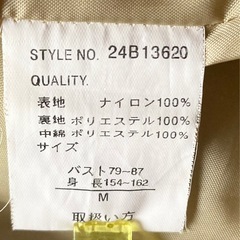 STYLE NO. 24B13620
QUALITY.
表地 ナイロン100%
裏地 ポリエステル100%
中綿 ポリエステル100%
サイズ
バスト79~87
身 長154~162
M
取扱い方